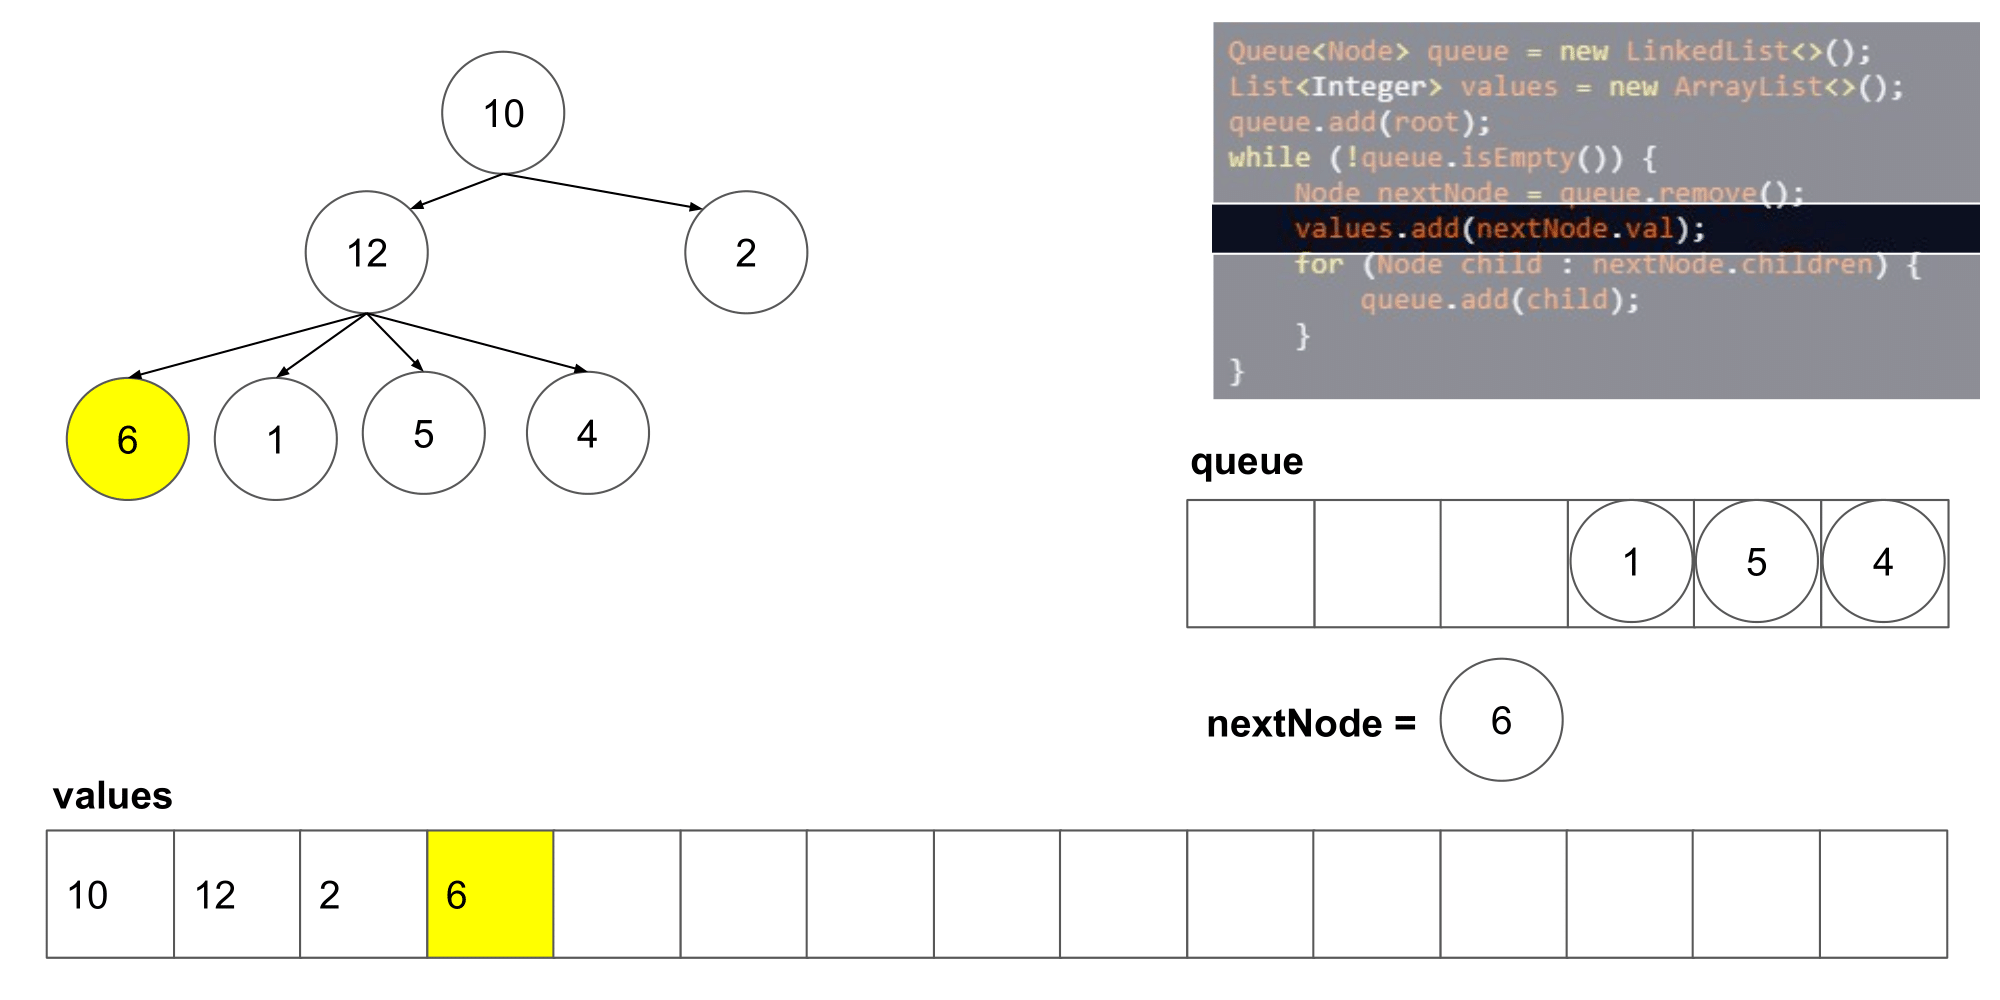 10
12
2
6
1
5
4
Queue<Node> queue = new LinkedList<>();
List<Integer> values = new ArrayList<>();
queue.add(root);
while (!queue.isEmpty()) {
    Node nextNode = queue.remove();
    values.add(nextNode.val);
    for (Node child : nextNode.children) {
        queue.add(child);
    }
}
queue
1 5 4
nextNode = 6
values
10 12 2 6